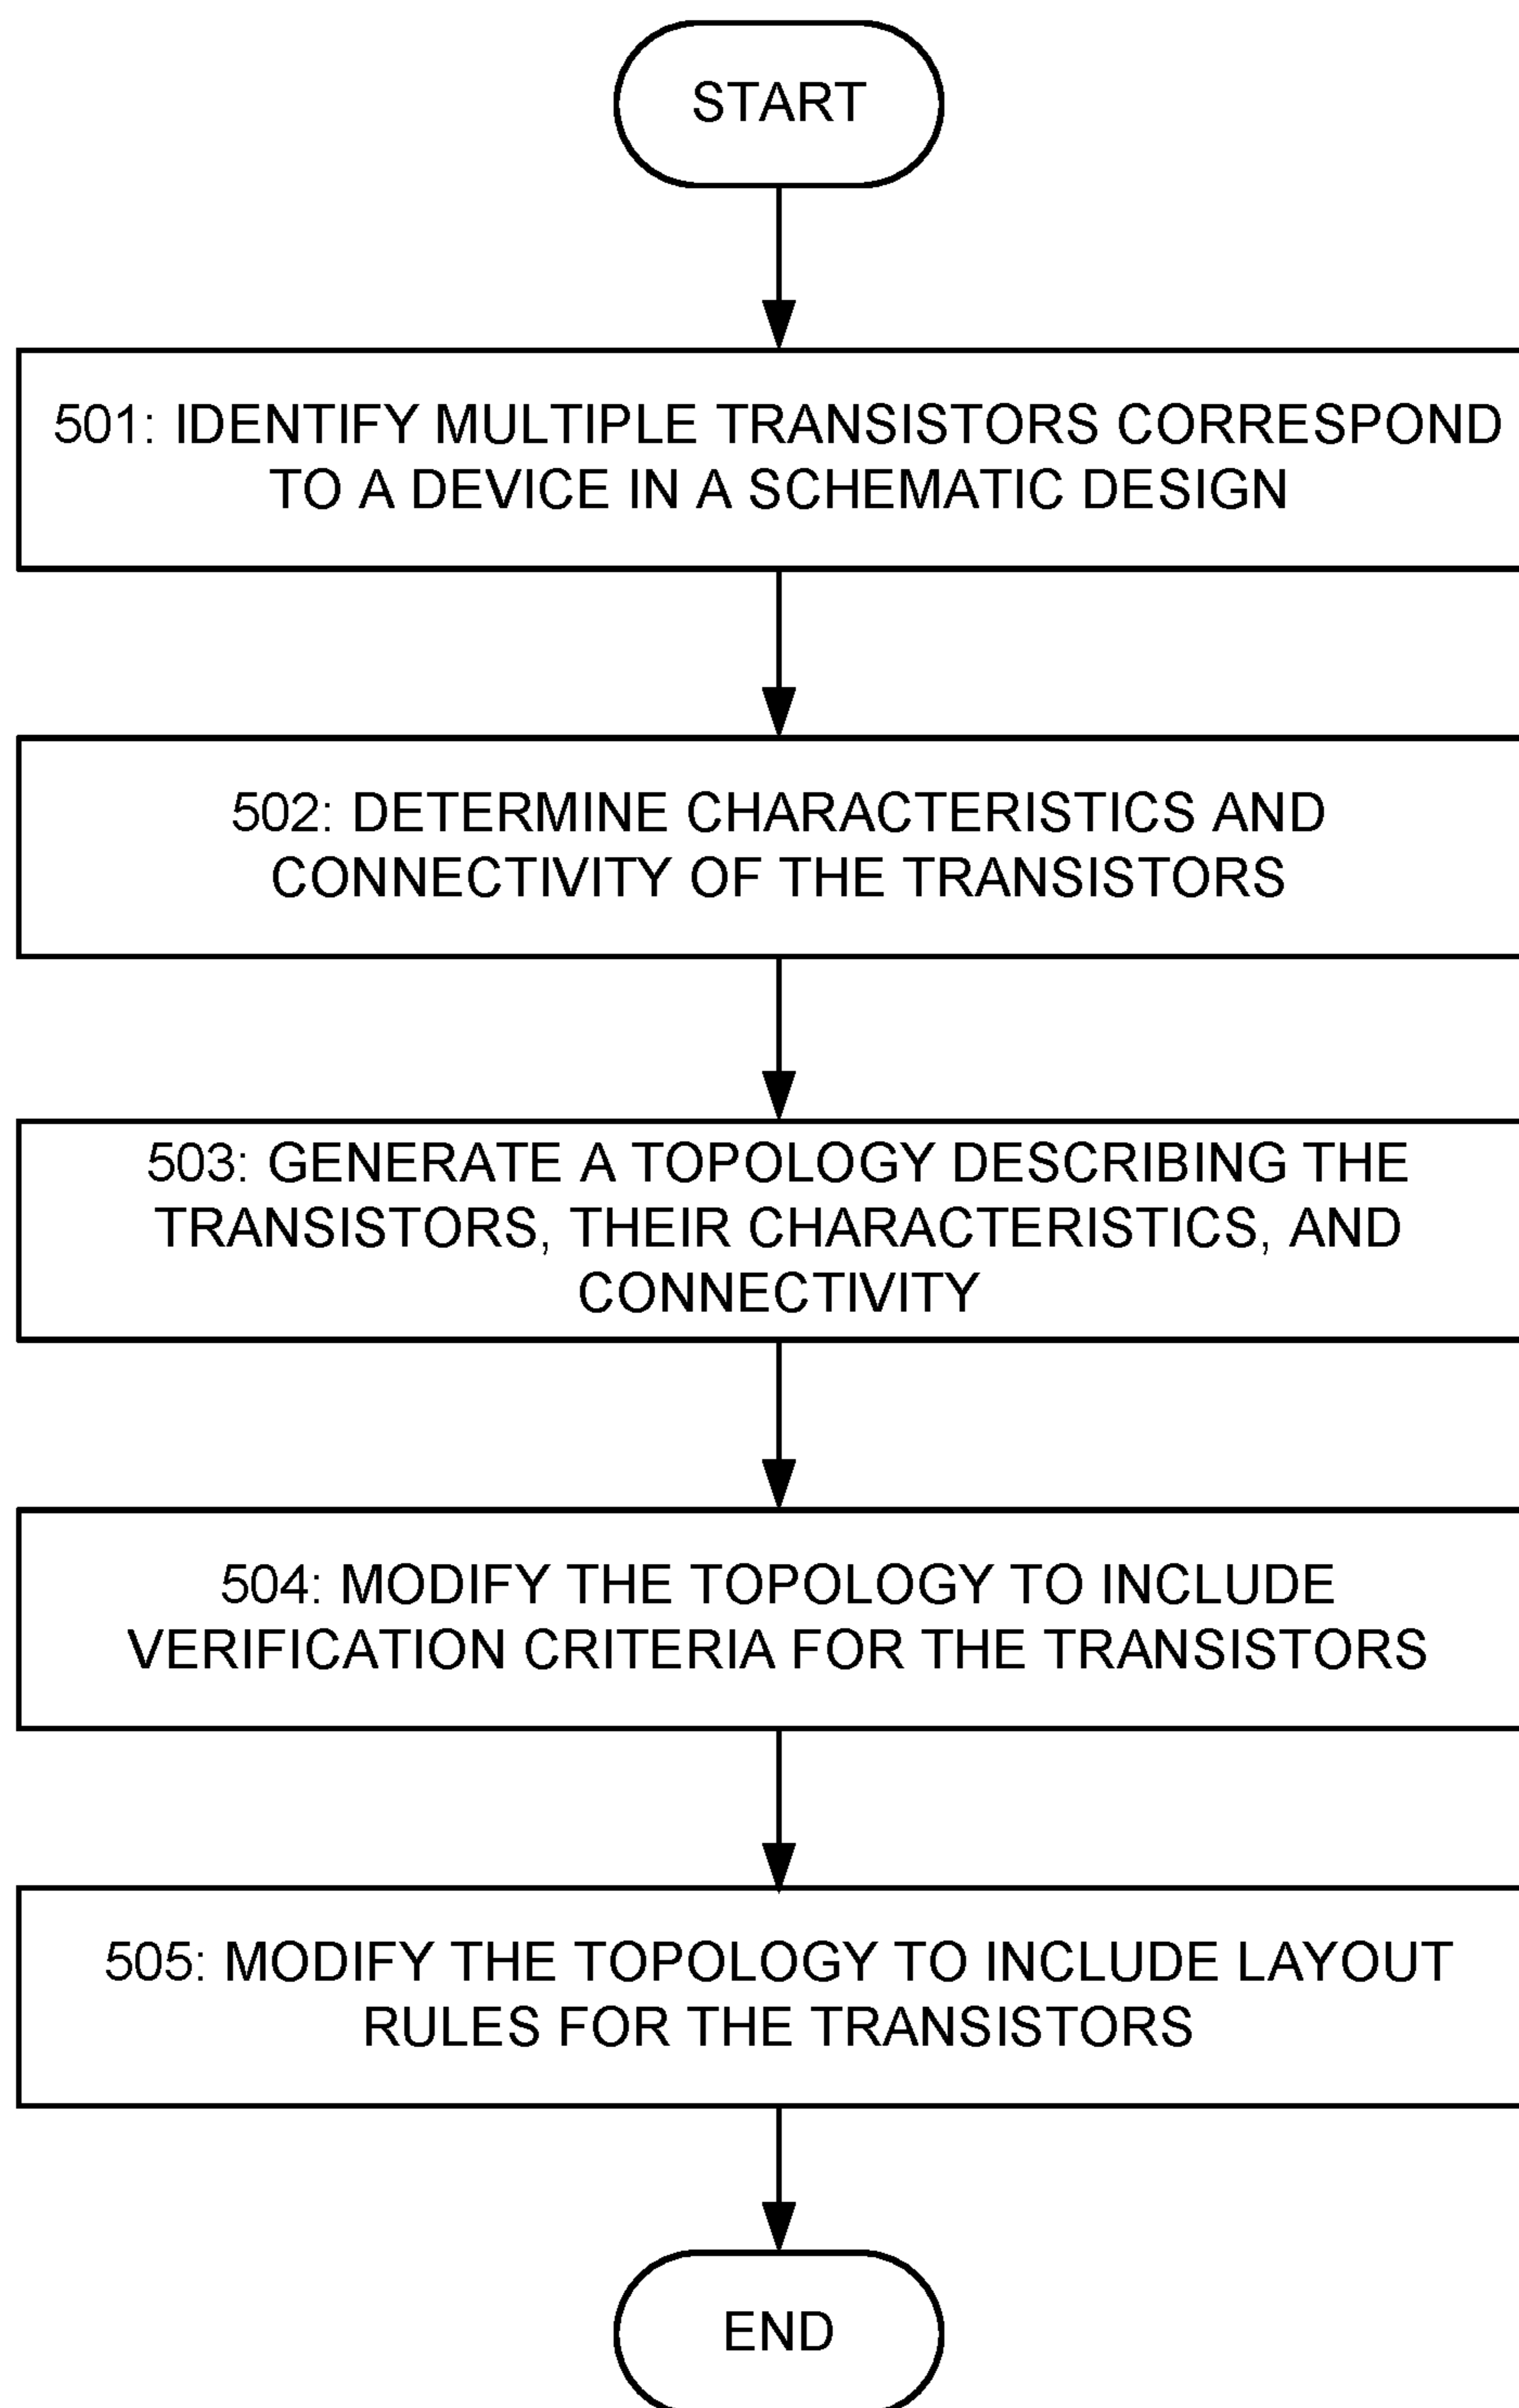 START
501: IDENTIFY MULTIPLE TRANSISTORS CORRESPOND
TO A DEVICE IN A SCHEMATIC DESIGN
502: DETERMINE CHARACTERISTICS AND
CONNECTIVITY OF THE TRANSISTORS
503: GENERATE A TOPOLOGY DESCRIBING THE
TRANSISTORS, THEIR CHARACTERISTICS, AND
CONNECTIVITY
504: MODIFY THE TOPOLOGY TO INCLUDE
VERIFICATION CRITERIA FOR THE TRANSISTORS
505: MODIFY THE TOPOLOGY TO INCLUDE LAYOUT
RULES FOR THE TRANSISTORS
END